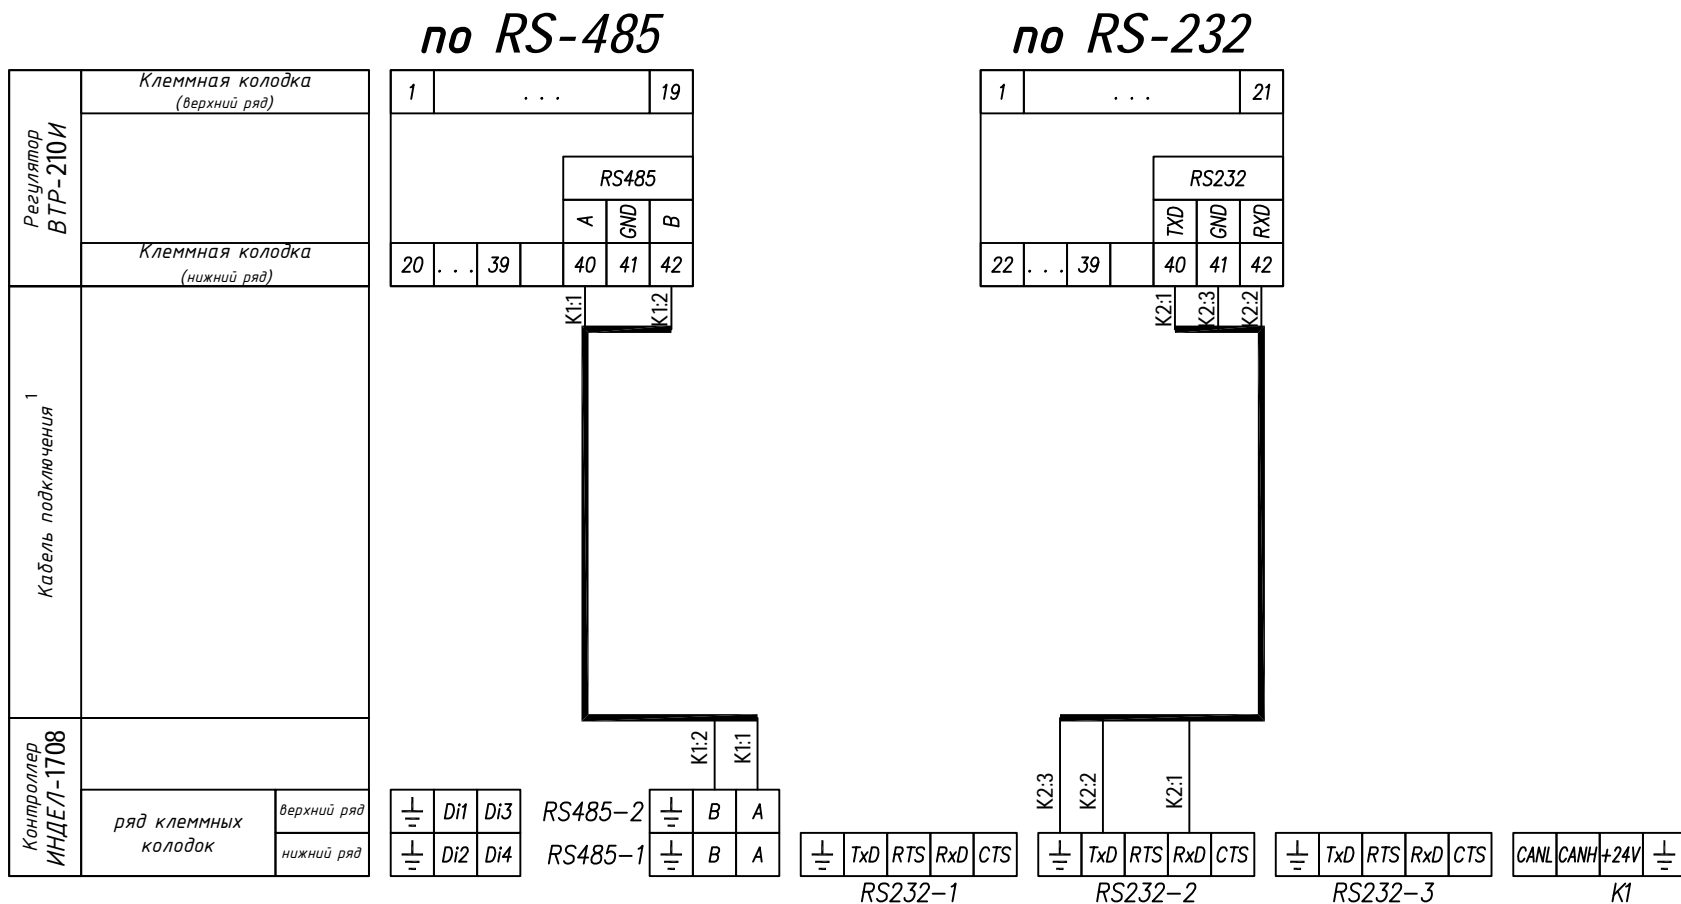 по RS-485
по RS-232
Регулятор
ВТР-210И
Клеммная колодка
(верхний ряд)
Клеммная колодка
(нижний ряд)
1 ... 19
RS485
A GND B
20 ... 39 40 41 42
K1:1 K1:2
1 ... 21
RS232
TXD GND RXD
22 ... 39 40 41 42
K2:1 K2:3 K2:2
Кабель подключения 1
K1:2 K1:1
K2:3 K2:2 K2:1
Контроллер
ИНДЕЛ-1708
ряд клеммных
колодок
верхний ряд
нижний ряд
Di1 Di3
RS485-2 B A
Di2 Di4
RS485-1 B A
TxD RTS RxD CTS
TxD RTS RxD CTS
TxD RTS RxD CTS
CANL CANH +24V
RS232-1
RS232-2
RS232-3
K1